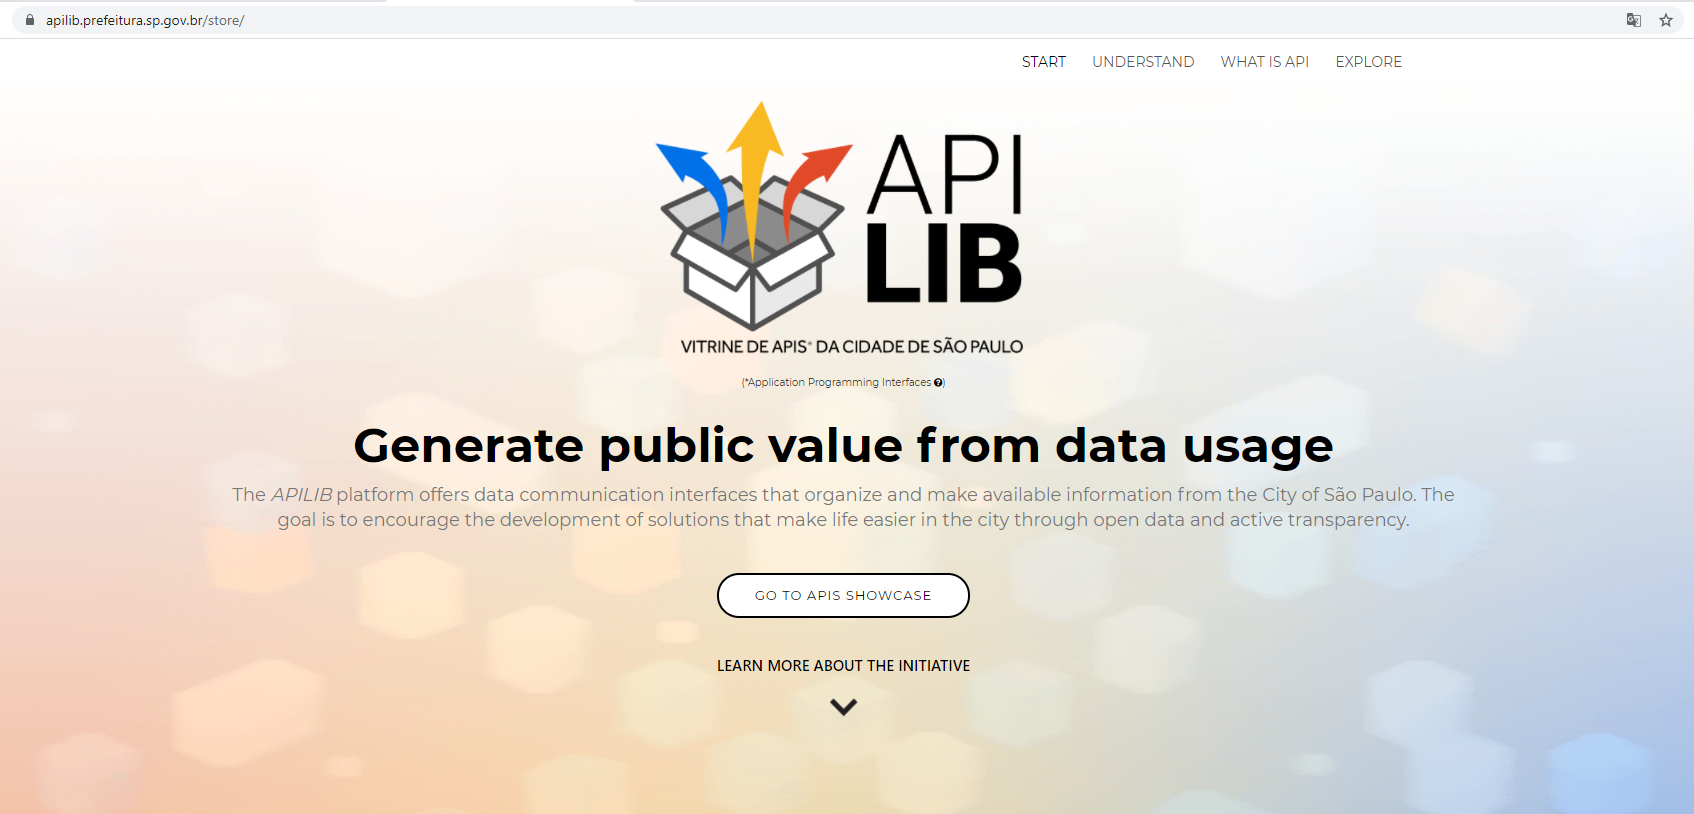 apilib.prefeitura.sp.gov.br/store/
START UNDERSTAND WHAT IS API EXPLORE
API
LIB
VITRINE DE APIS* DA CIDADE DE SÃO PAULO
(*Application Programming Interfaces ?)
Generate public value from data usage
The APILIB platform offers data communication interfaces that organize and make available information from the City of São Paulo. The
goal is to encourage the development of solutions that make life easier in the city through open data and active transparency.
GO TO APIS SHOWCASE
LEARN MORE ABOUT THE INITIATIVE